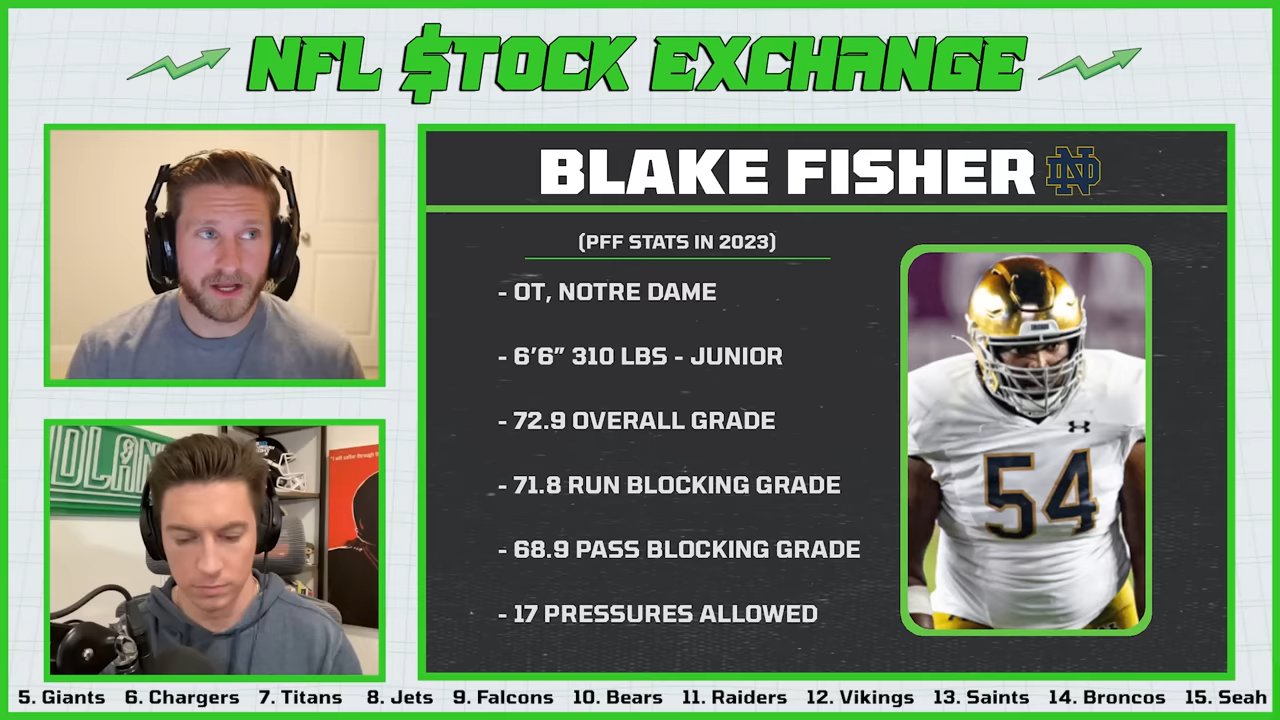 NFL $TOCK EXCHANGE
BLAKE FISHER ND
(PFF STATS IN 2023)
- OT, NOTRE DAME
- 6'6" 310 LBS - JUNIOR
- 72.9 OVERALL GRADE
- 71.8 RUN BLOCKING GRADE
- 68.9 PASS BLOCKING GRADE
- 17 PRESSURES ALLOWED
54
5. Giants 6. Chargers 7. Titans 8. Jets 9. Falcons 10. Bears 11. Raiders 12. Vikings 13. Saints 14. Broncos 15. Seah